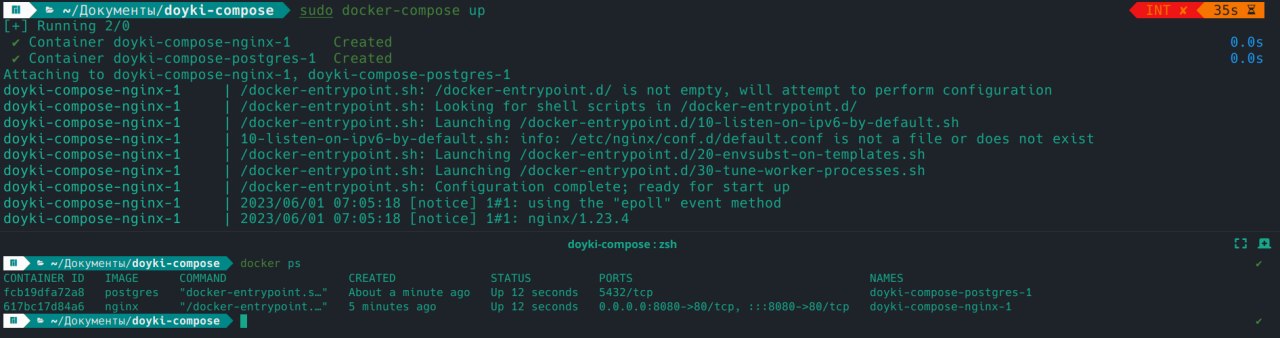 ~/Документы/doyki-compose sudo docker-compose up INT ✘ 35s
[+] Running 2/0
✔ Container doyki-compose-nginx-1 Created 0.0s
✔ Container doyki-compose-postgres-1 Created 0.0s
Attaching to doyki-compose-nginx-1, doyki-compose-postgres-1
doyki-compose-nginx-1 | /docker-entrypoint.sh: /docker-entrypoint.d/ is not empty, will attempt to perform configuration
doyki-compose-nginx-1 | /docker-entrypoint.sh: Looking for shell scripts in /docker-entrypoint.d/
doyki-compose-nginx-1 | /docker-entrypoint.sh: Launching /docker-entrypoint.d/10-listen-on-ipv6-by-default.sh
doyki-compose-nginx-1 | 10-listen-on-ipv6-by-default.sh: info: /etc/nginx/conf.d/default.conf is not a file or does not exist
doyki-compose-nginx-1 | /docker-entrypoint.sh: Launching /docker-entrypoint.d/20-envsubst-on-templates.sh
doyki-compose-nginx-1 | /docker-entrypoint.sh: Launching /docker-entrypoint.d/30-tune-worker-processes.sh
doyki-compose-nginx-1 | /docker-entrypoint.sh: Configuration complete; ready for start up
doyki-compose-nginx-1 | 2023/06/01 07:05:18 [notice] 1#1: using the "epoll" event method
doyki-compose-nginx-1 | 2023/06/01 07:05:18 [notice] 1#1: nginx/1.23.4
doyki-compose : zsh
~/Документы/doyki-compose docker ps ✔
CONTAINER ID IMAGE COMMAND CREATED STATUS PORTS NAMES
fcb19dfa72a8 postgres "docker-entrypoint.s…" About a minute ago Up 12 seconds 5432/tcp doyki-compose-postgres-1
617bc17d84a6 nginx "/docker-entrypoint.…" 5 minutes ago Up 12 seconds 0.0.0.0:8080->80/tcp, :::8080->80/tcp doyki-compose-nginx-1
~/Документы/doyki-compose ✔